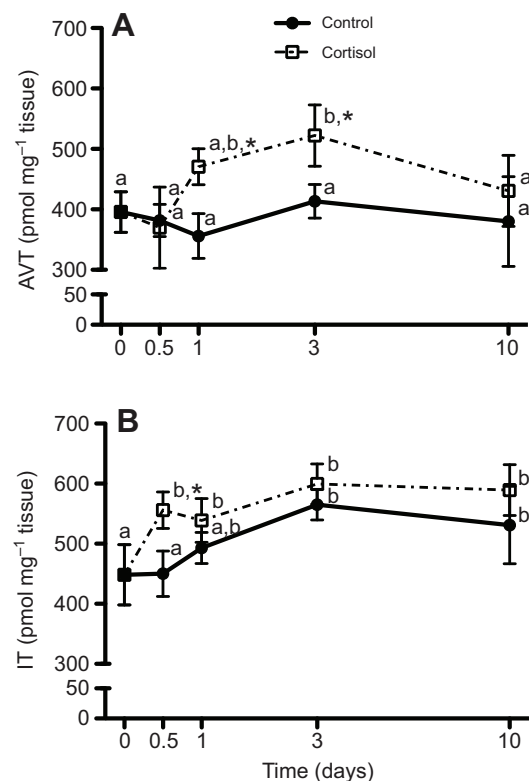 A
Control
Cortisol
AVT (pmol mg⁻¹ tissue)
700
600
500
400
300
50
0
a
a
a
a,b,*
a
b,*
a
a
a
0 0.5 1 3 10
B
IT (pmol mg⁻¹ tissue)
700
600
500
400
300
50
0
a
b,*
a
b
a,b
b
b
b
b
0 0.5 1 3 10
Time (days)